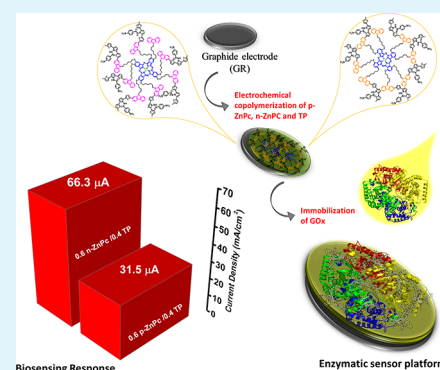 Graphide electrode
(GR)
Electrochemical
copolymerization of p-
ZnPc, n-ZnPC and TP
Immobilization
of GOx
66.3 µA
0.6 n-ZnPc /0.4 TP
31.5 µA
0.6 p-ZnPc /0.4 TP
70
60
50
40
30
20
10
0
Current Density (mA/cm²)
Biosensing Response
Enzymatic sensor platform